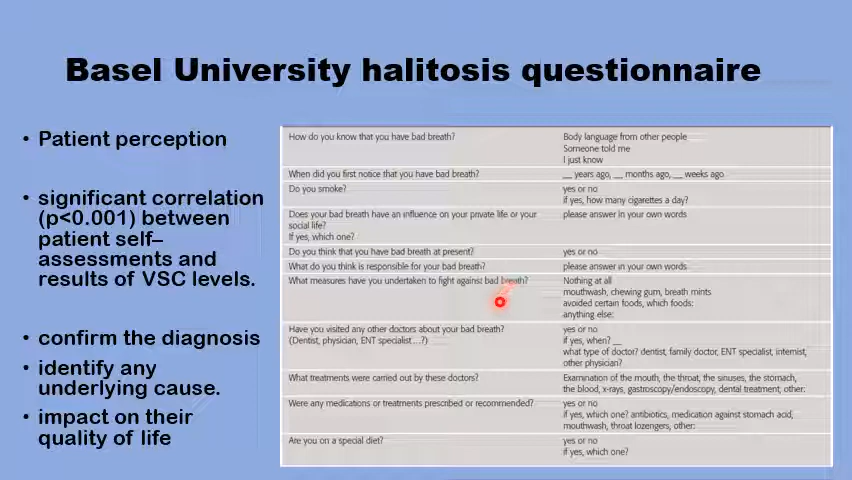 Basel University halitosis questionnaire
• Patient perception
• significant correlation
(p<0.001) between
patient self–
assessments and
results of VSC levels.
• confirm the diagnosis
• identify any
underlying cause.
• impact on their
quality of life
How do you know that you have bad breath? Body language from other people
Someone told me
I just know
When did you first notice that you have bad breath? __ years ago, __ months ago, __ weeks ago
Do you smoke? yes or no
if yes, how many cigarettes a day?
Does your bad breath have an influence on your private life or your please answer in your own words
social life?
If yes, which one?
Do you think that you have bad breath at present? yes or no
What do you think is responsible for your bad breath? please answer in your own words
What measures have you undertaken to fight against bad breath? Nothing at all
mouthwash, chewing gum, breath mints
avoided certain foods, which foods:
anything else:
Have you visited any other doctors about your bad breath? yes or no
(Dentist, physician, ENT specialist…?) if yes, when? __
what type of doctor? dentist, family doctor, ENT specialist, internist,
other physician?
What treatments were carried out by these doctors? Examination of the mouth, the throat, the sinuses, the stomach,
the blood, x-rays, gastroscopy/endoscopy, dental treatment, other:
Were any medications or treatments prescribed or recommended? yes or no
if yes, which one? antibiotics, medication against stomach acid,
mouthwash, throat lozengers, other:
Are you on a special diet? yes or no
if yes, which one?